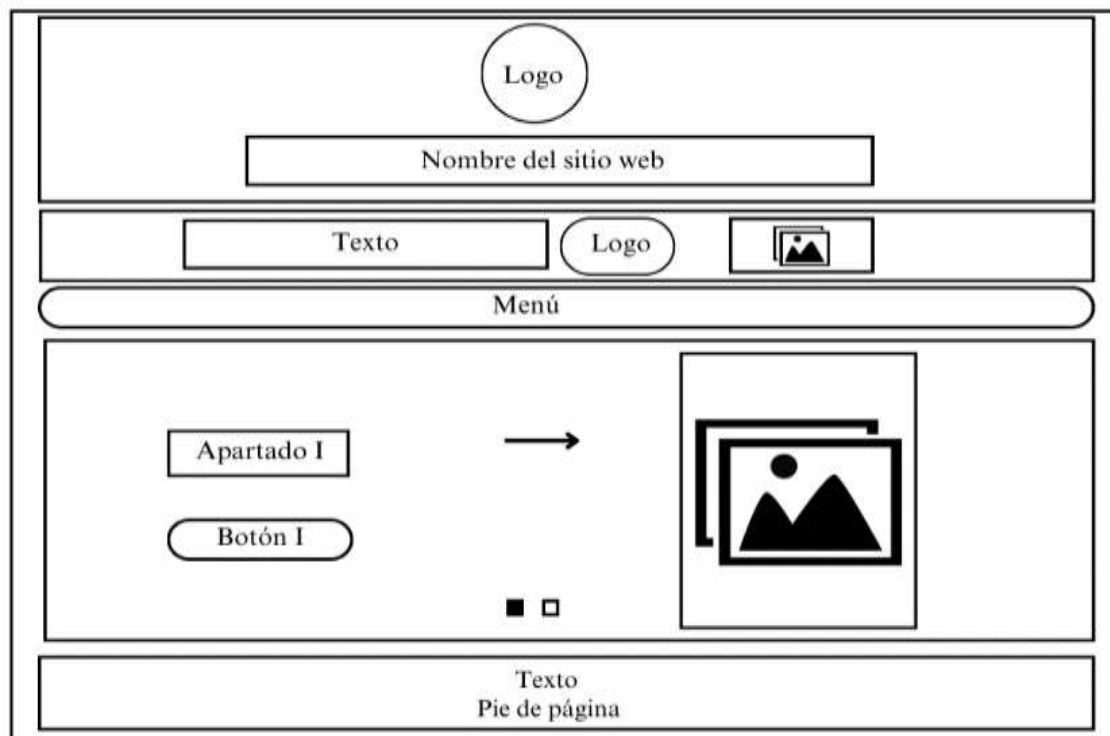 Logo
Nombre del sitio web
Texto
Logo
Menú
Apartado I
Botón I
Texto
Pie de página